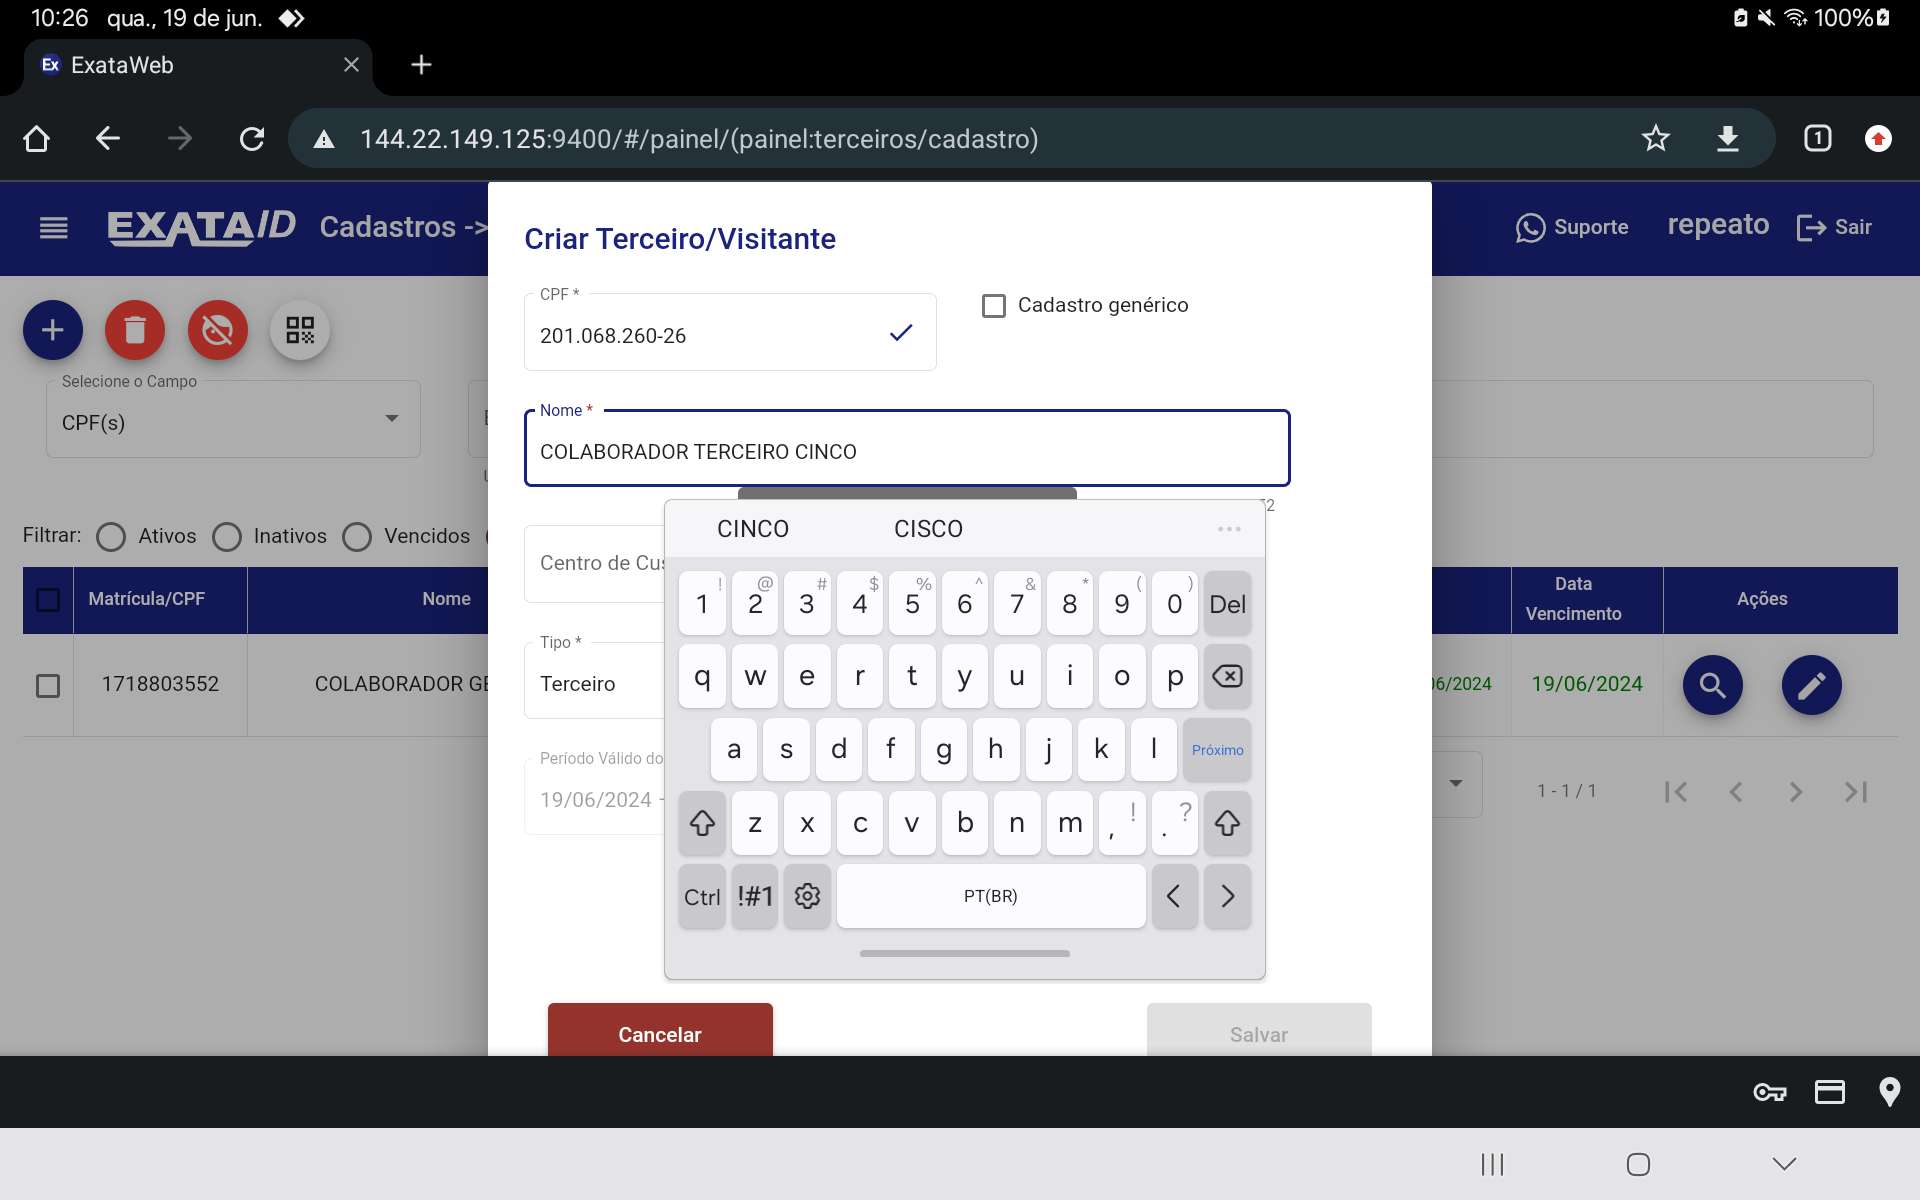 10:26 qua., 19 de jun. 100%
Ex ExataWeb
144.22.149.125:9400/#/painel/(painel:terceiros/cadastro) 1
EXATAID Cadastros -> Suporte repeato Sair
Criar Terceiro/Visitante
CPF *
201.068.260-26
Cadastro genérico
Selecione o Campo
CPF(s)
Nome *
COLABORADOR TERCEIRO CINCO
Filtrar: Ativos Inativos Vencidos
Centro de Cus
CINCO CISCO ...
Matrícula/CPF Nome Data Vencimento Ações
1718803552 COLABORADOR GE 06/2024 19/06/2024
Tipo *
Terceiro
Período Válido do
19/06/2024 -
1 - 1 / 1
! @ # $ % ^ & * ( )
1 2 3 4 5 6 7 8 9 0 Del
q w e r t y u i o p
a s d f g h j k l Próximo
z x c v b n m , ! . ?
Ctrl !#1 PT(BR) < >
Cancelar Salvar